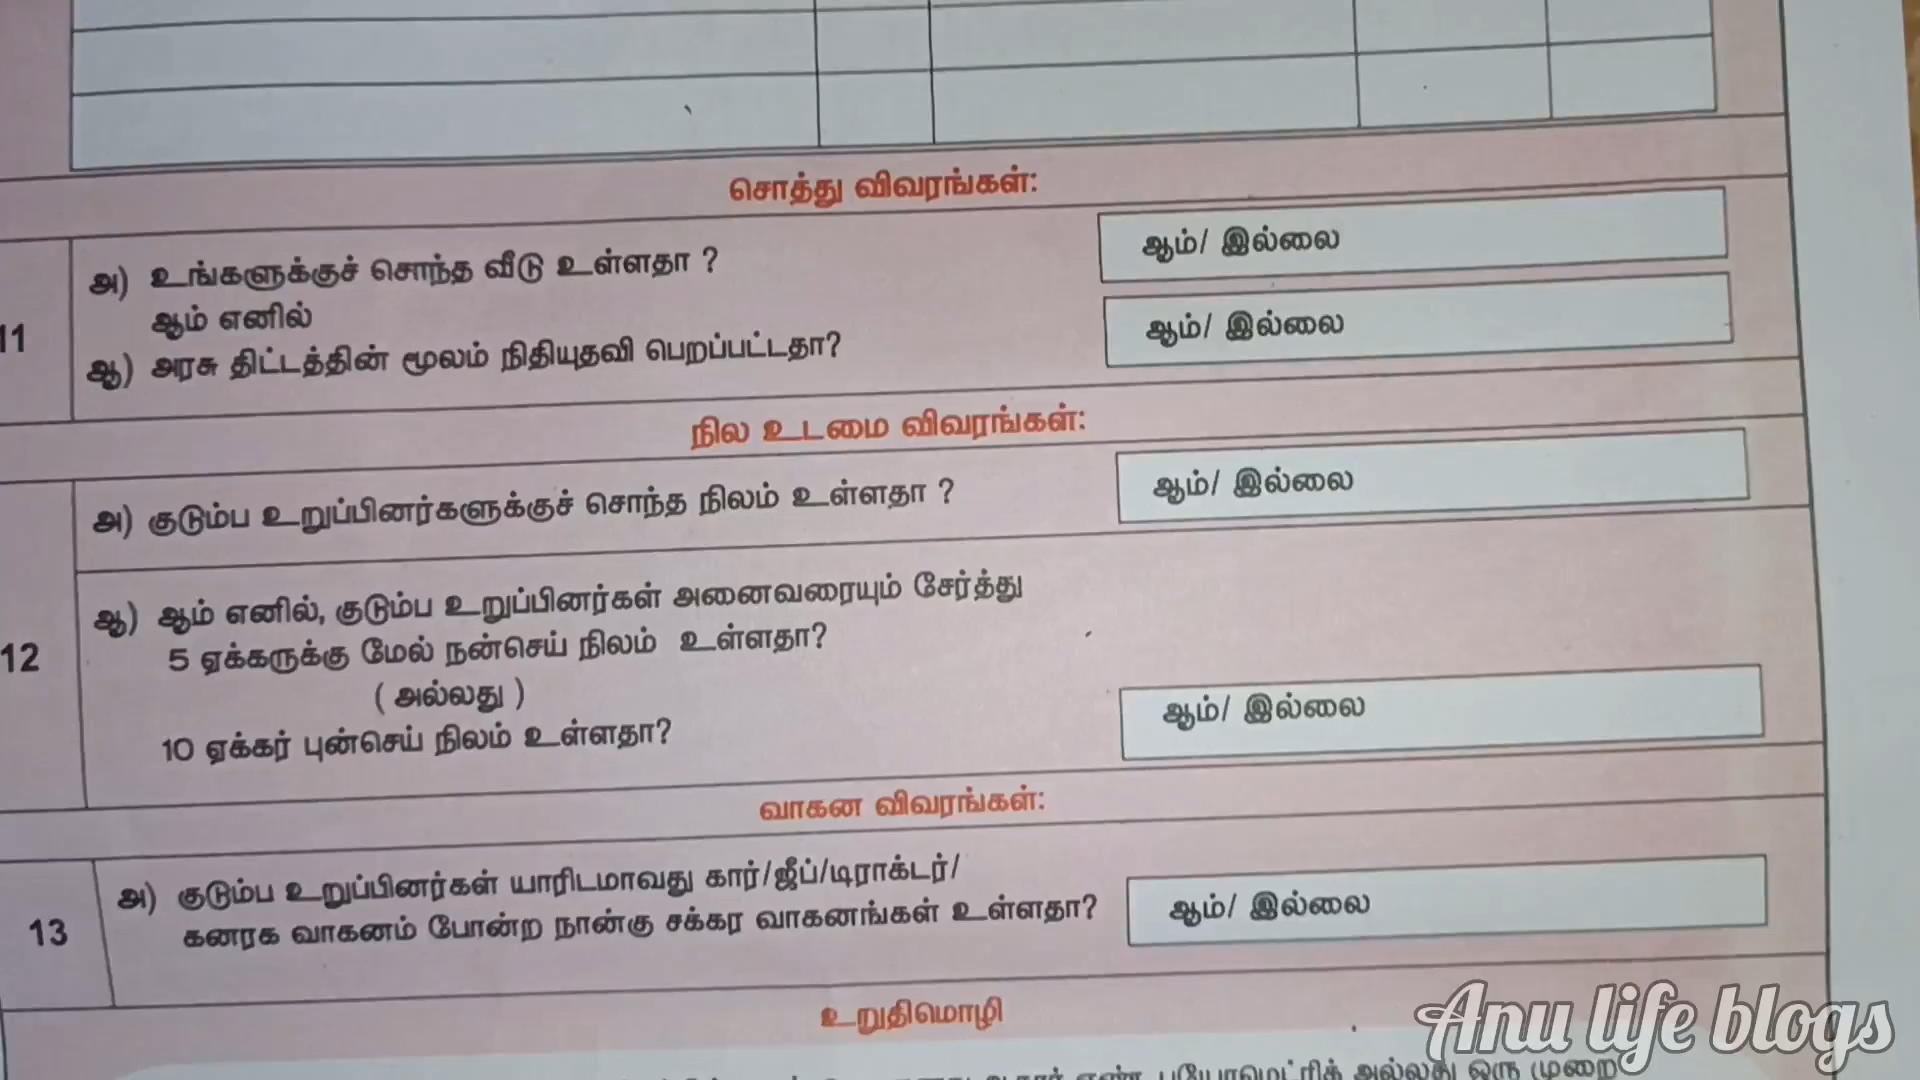 சொத்து விவரங்கள்:
11
அ) உங்களுக்குச் சொந்த வீடு உள்ளதா ?
ஆம்/ இல்லை
ஆம் எனில்
ஆ) அரசு திட்டத்தின் மூலம் நிதியுதவி பெறப்பட்டதா?
ஆம்/ இல்லை
நில உடமை விவரங்கள்:
12
அ) குடும்ப உறுப்பினர்களுக்குச் சொந்த நிலம் உள்ளதா ?
ஆம்/ இல்லை
ஆ) ஆம் எனில், குடும்ப உறுப்பினர்கள் அனைவரையும் சேர்த்து
5 ஏக்கருக்கு மேல் நன்செய் நிலம் உள்ளதா?
( அல்லது )
10 ஏக்கர் புன்செய் நிலம் உள்ளதா?
ஆம்/ இல்லை
வாகன விவரங்கள்:
13
அ) குடும்ப உறுப்பினர்கள் யாரிடமாவது கார்/ஜீப்/டிராக்டர்/
கனரக வாகனம் போன்ற நான்கு சக்கர வாகனங்கள் உள்ளதா?
ஆம்/ இல்லை
உறுதிமொழி
அல்லது ஒரு முறை
Anu life blogs